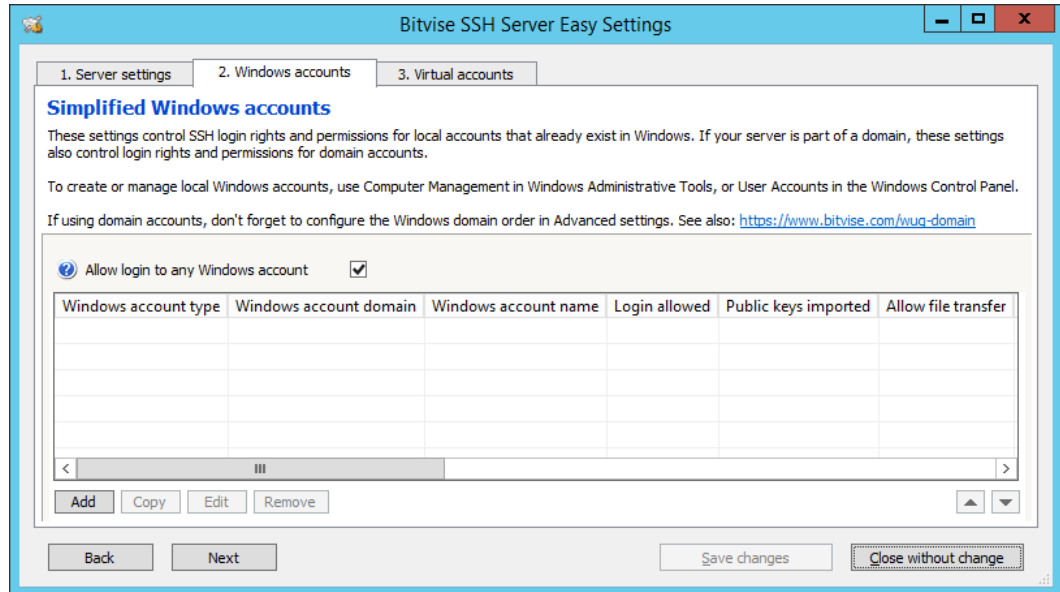 Bitvise SSH Server Easy Settings
1. Server settings
2. Windows accounts
3. Virtual accounts
Simplified Windows accounts
These settings control SSH login rights and permissions for local accounts that already exist in Windows. If your server is part of a domain, these settings
also control login rights and permissions for domain accounts.
To create or manage local Windows accounts, use Computer Management in Windows Administrative Tools, or User Accounts in the Windows Control Panel.
If using domain accounts, don't forget to configure the Windows domain order in Advanced settings. See also: https://www.bitvise.com/wug-domain
Allow login to any Windows account
Windows account type Windows account domain Windows account name Login allowed Public keys imported Allow file transfer
Add Copy Edit Remove
Back Next Save changes Close without change